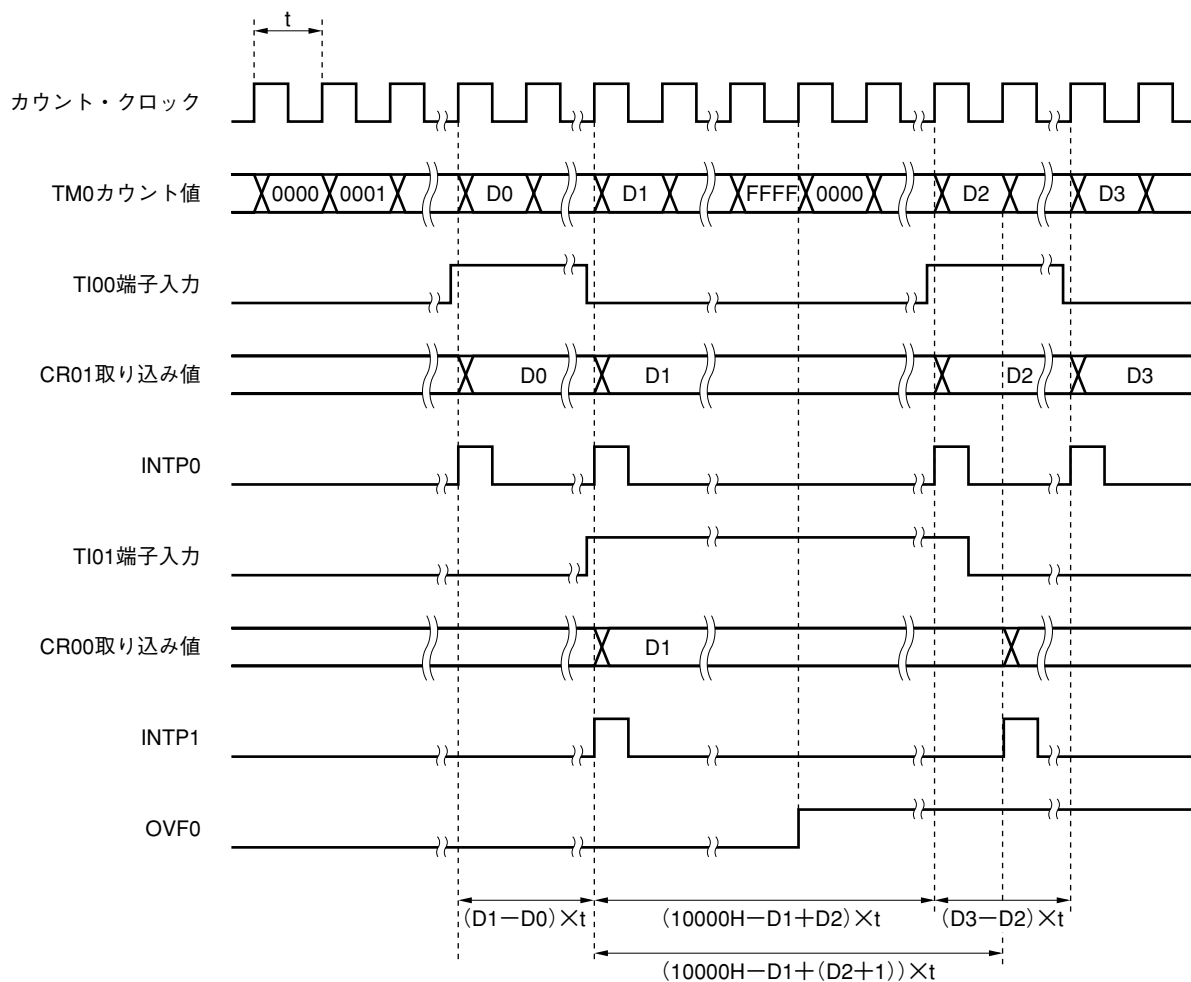 t
カウント・クロック
TM0カウント値 0000 0001 D0 D1 FFFF 0000 D2 D3
TI00端子入力
CR01取り込み値 D0 D1 D2 D3
INTP0
TI01端子入力
CR00取り込み値 D1
INTP1
OVF0
(D1－D0)×t (10000H－D1＋D2)×t (D3－D2)×t
(10000H－D1＋(D2＋1))×t